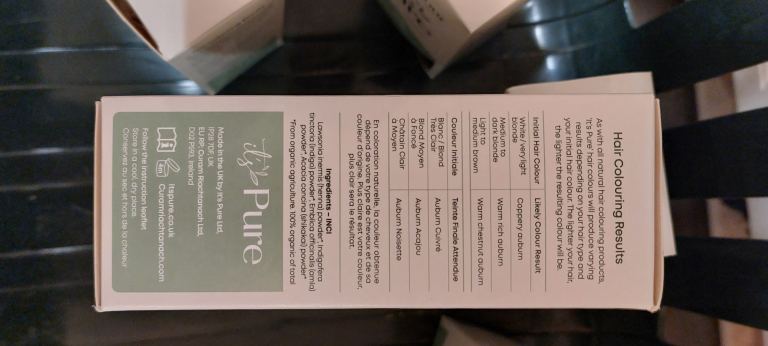 Hair Colouring Results
As with all natural hair colouring products,
It's Pure® hair colours will produce varying
results depending on your hair type and
your initial hair colour. The lighter your hair,
the lighter the resulting colour will be.
Initial Hair Colour Likely Colour Result
White/very light Coppery auburn
blonde
Medium to Warm rich auburn
dark blonde
Light to Warm chestnut auburn
medium brown
Couleur Initiale Teinte Finale Attendue
Blanc / Blond Auburn Cuivré
Très Clair
Blond Moyen Auburn Acajou
à Foncé
Châtain Clair Auburn Noisette
à Moyen
En coloration naturelle, la couleur obtenue
dépend de votre type de cheveux et de sa
couleur d'origine. Plus claire est votre couleur,
plus clair sera le résultat.
Ingredients – INCI
Lawsonia inermis (henna) powder*, Indigofera
tinctoria (indigo) powder*, Emblica officinalis (amla)
powder*, Acacia concina (shikakai) powder*
*From organic agriculture. 100% organic of total
it's Pure
Made in the UK by It's Pure Ltd.
EU RP, Curam Riachtanach Ltd.
Ireland
itspure.co.uk
Curamriachtanach.com
Follow the instruction leaflet
Store in a cool, dry place.
Conservez au sec et hors de la chaleur